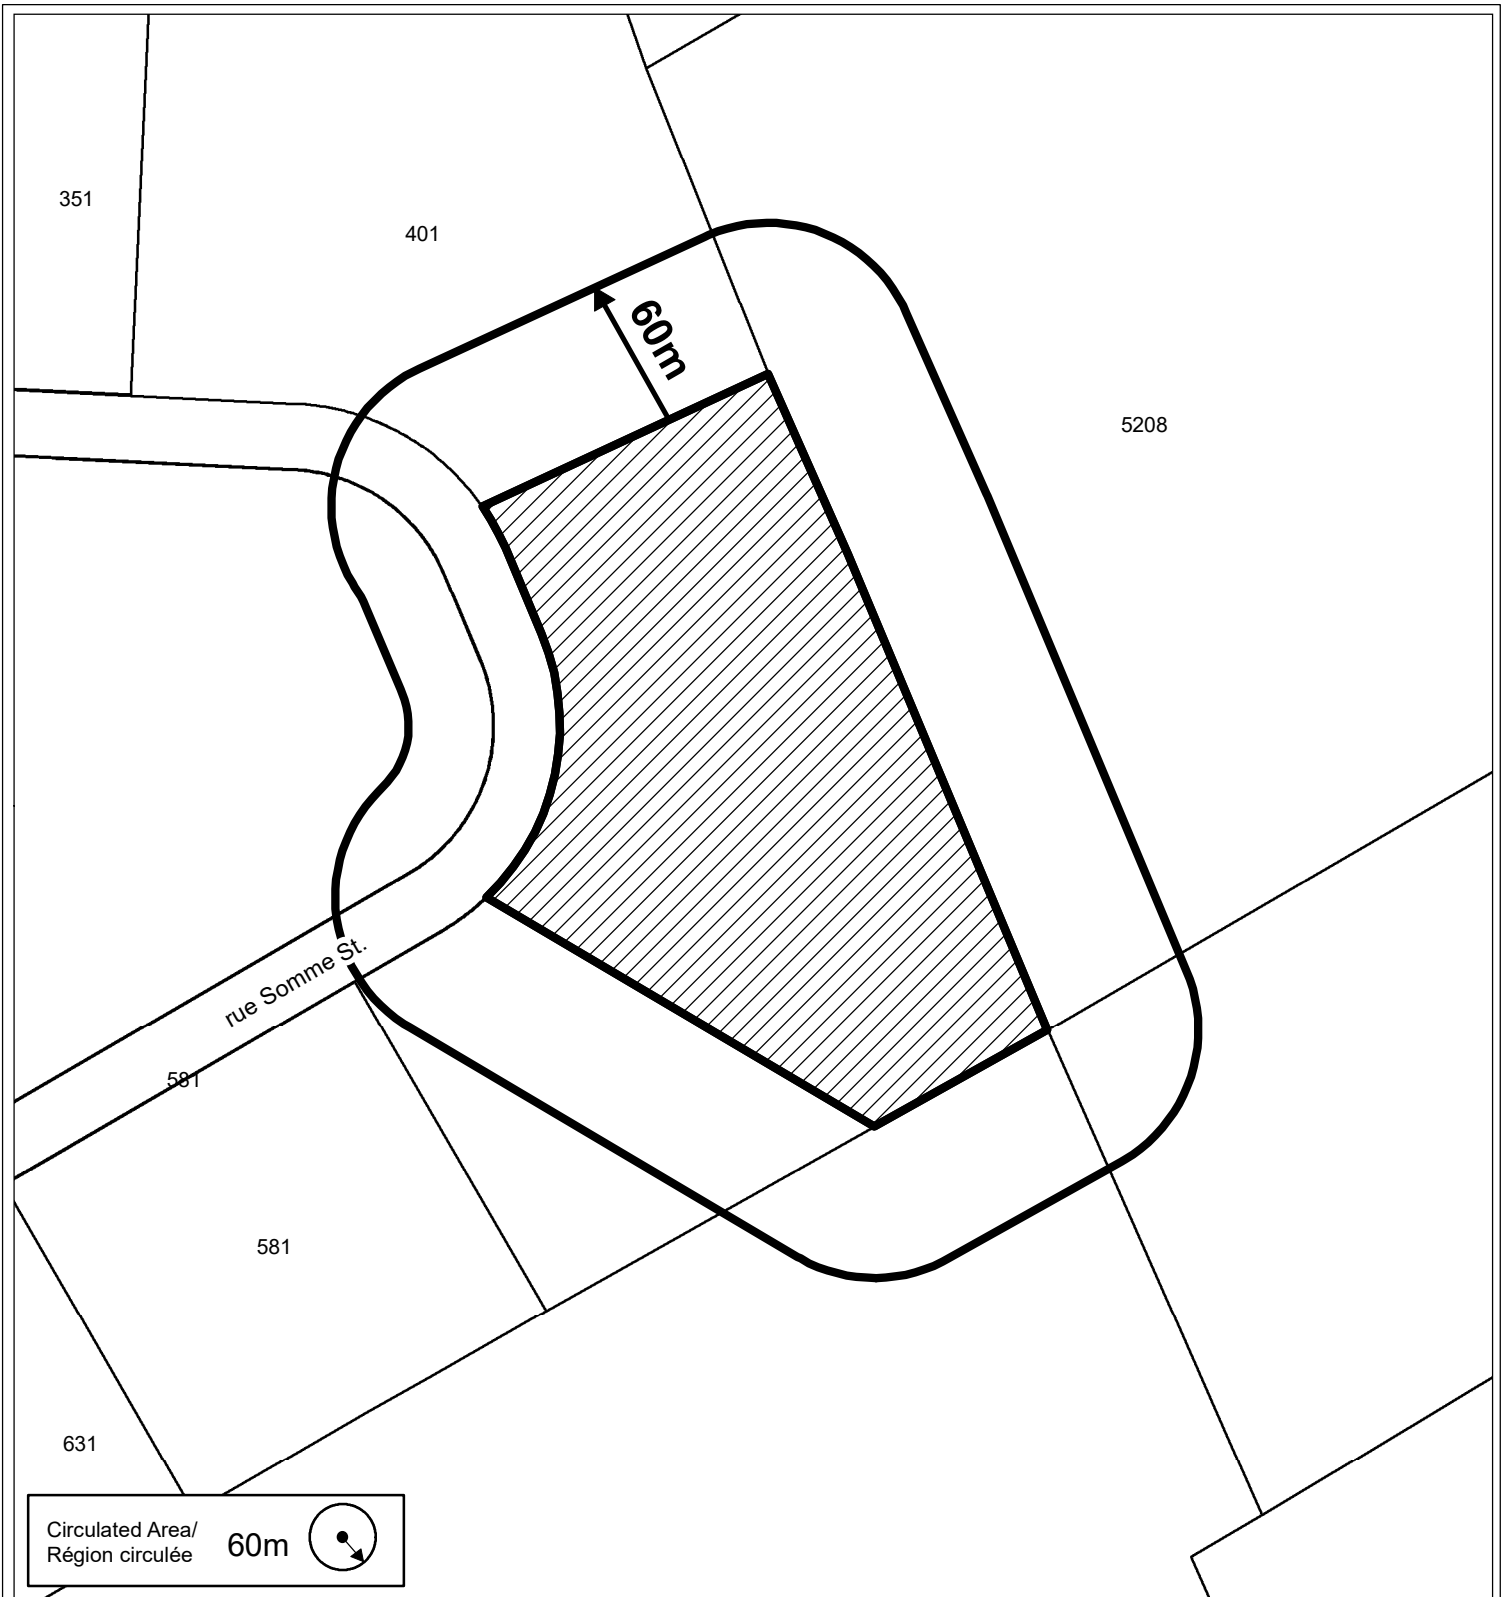 351
401
60m
5208
rue Somme St.
581
581
631
Circulated Area/
Région circulée
60m